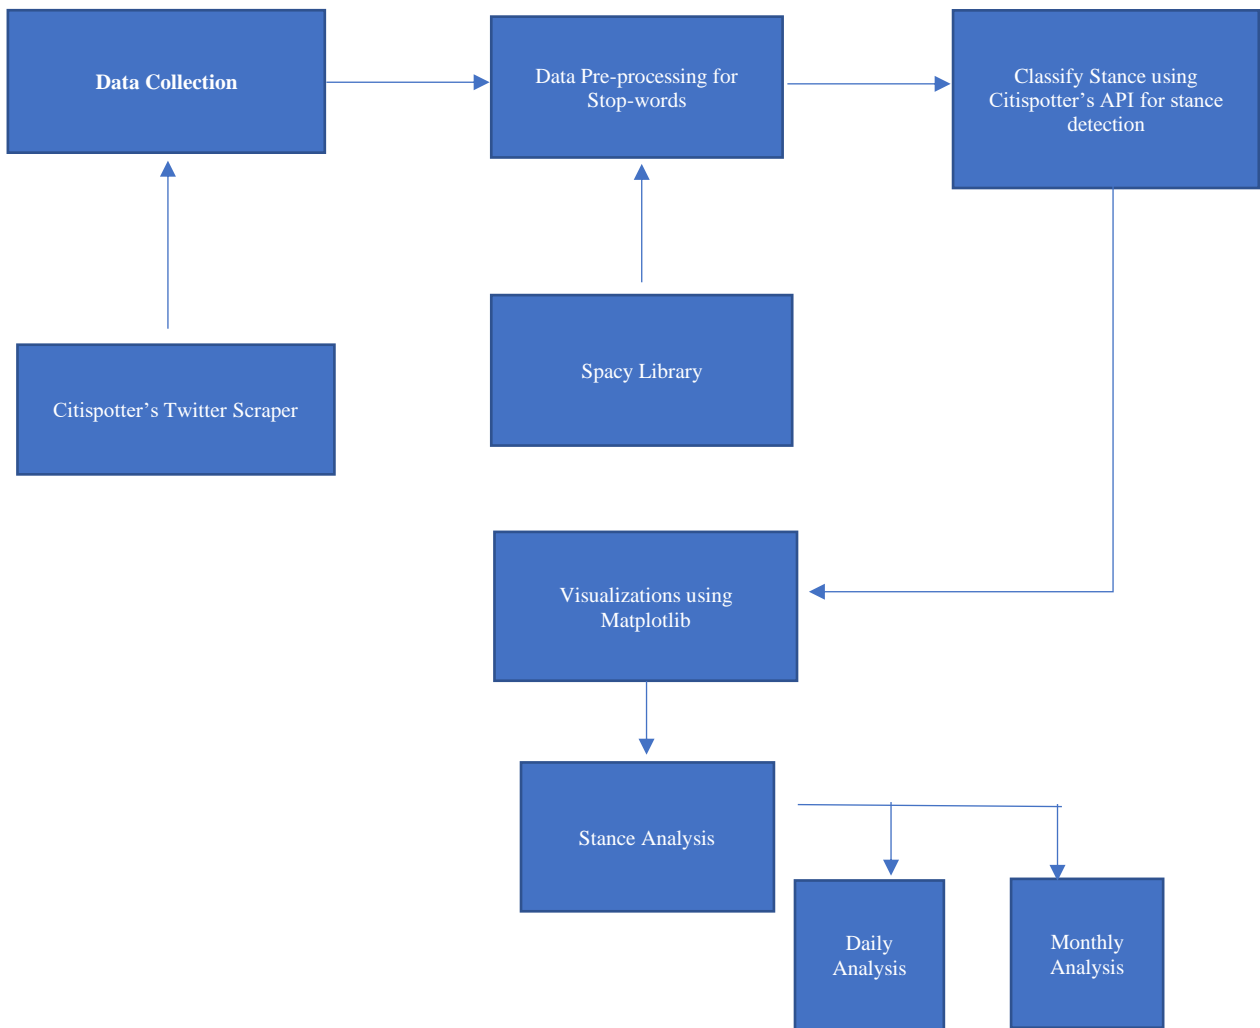 Data Collection
Data Pre-processing for
Stop-words
Classify Stance using
Citispotter’s API for stance
detection
Citispotter’s Twitter Scraper
Spacy Library
Visualizations using
Matplotlib
Stance Analysis
Daily
Analysis
Monthly
Analysis